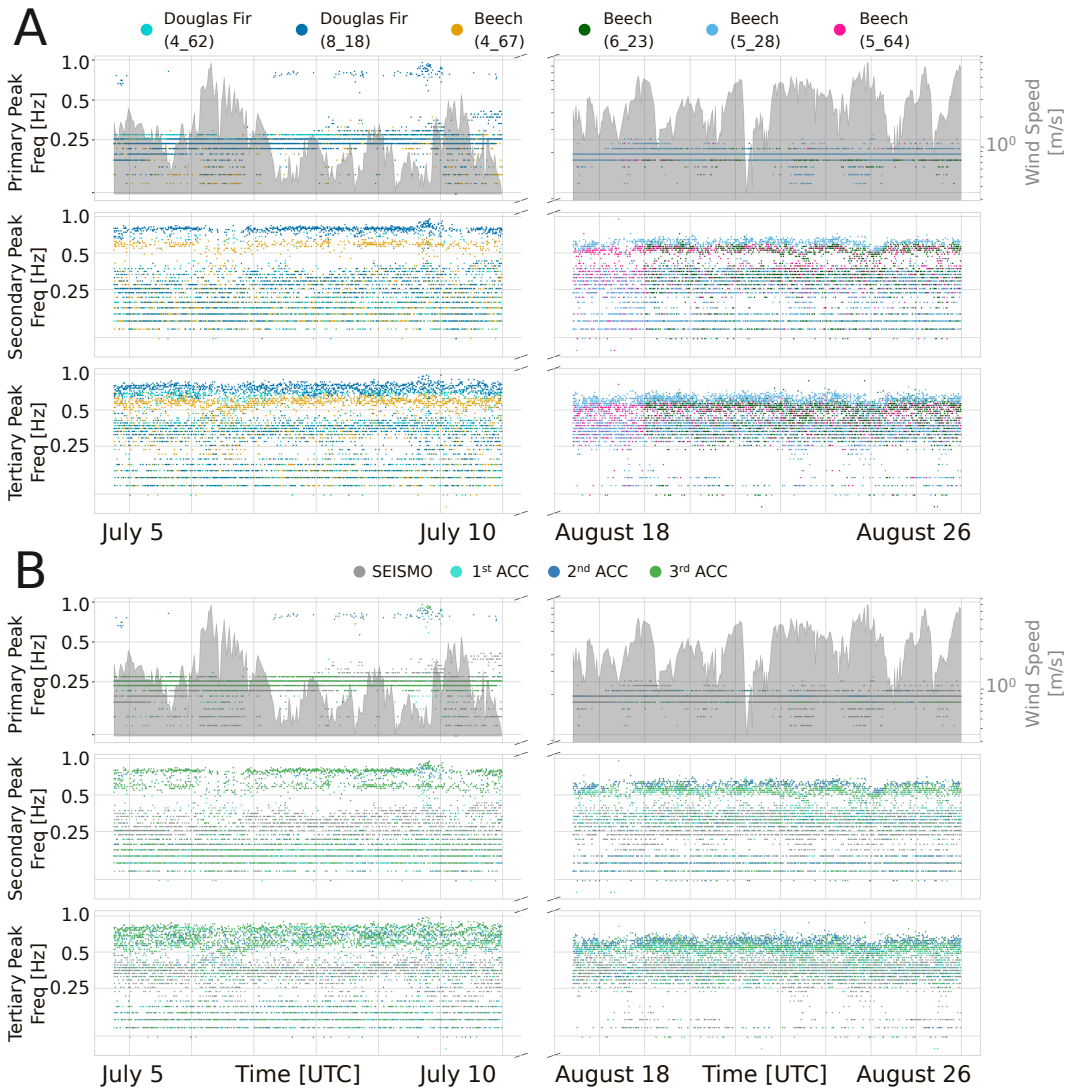 A
Douglas Fir
(4_62)
Douglas Fir
(8_18)
Beech
(4_67)
Beech
(6_23)
Beech
(5_28)
Beech
(5_64)
Primary Peak
Freq [Hz]
1.0
0.5
0.25
10⁰
Wind Speed
[m/s]
Secondary Peak
Freq [Hz]
1.0
0.5
0.25
Tertiary Peak
Freq [Hz]
1.0
0.5
0.25
July 5
July 10
August 18
August 26
B
SEISMO
1ˢᵗ ACC
2ⁿᵈ ACC
3ʳᵈ ACC
Primary Peak
Freq [Hz]
1.0
0.5
0.25
10⁰
Wind Speed
[m/s]
Secondary Peak
Freq [Hz]
1.0
0.5
0.25
Tertiary Peak
Freq [Hz]
1.0
0.5
0.25
July 5
Time [UTC]
July 10
August 18
Time [UTC]
August 26